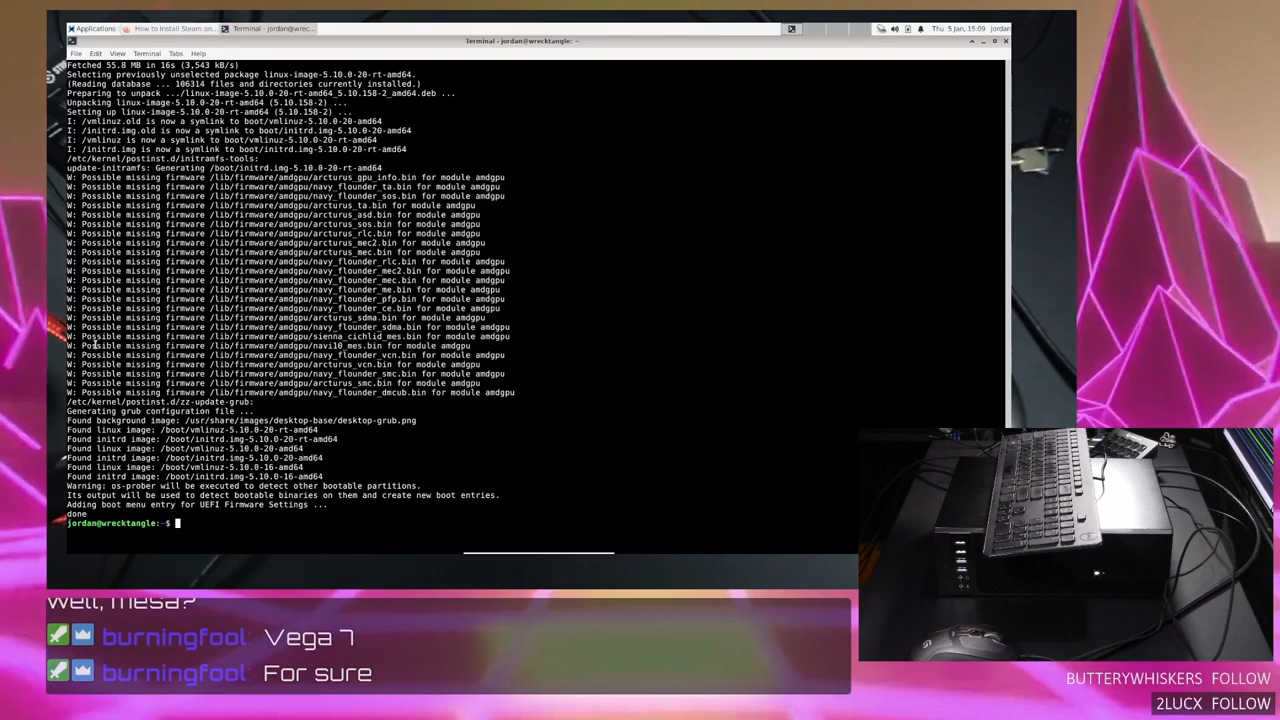 Applications How to Install Steam on... Terminal - jordan@wrec... Thu 5 Jan, 15:09 jordan
Terminal - jordan@wrecktangle: ~
File Edit View Terminal Tabs Help
Fetched 55.8 MB in 16s (3,543 kB/s)
Selecting previously unselected package linux-image-5.10.0-20-rt-amd64.
(Reading database ... 106314 files and directories currently installed.)
Preparing to unpack .../linux-image-5.10.0-20-rt-amd64_5.10.158-2_amd64.deb ...
Unpacking linux-image-5.10.0-20-rt-amd64 (5.10.158-2) ...
Setting up linux-image-5.10.0-20-rt-amd64 (5.10.158-2) ...
I: /vmlinuz.old is now a symlink to boot/vmlinuz-5.10.0-20-amd64
I: /initrd.img.old is now a symlink to boot/initrd.img-5.10.0-20-amd64
I: /vmlinuz is now a symlink to boot/vmlinuz-5.10.0-20-rt-amd64
I: /initrd.img is now a symlink to boot/initrd.img-5.10.0-20-rt-amd64
/etc/kernel/postinst.d/initramfs-tools:
update-initramfs: Generating /boot/initrd.img-5.10.0-20-rt-amd64
W: Possible missing firmware /lib/firmware/amdgpu/arcturus_gpu_info.bin for module amdgpu
W: Possible missing firmware /lib/firmware/amdgpu/navy_flounder_ta.bin for module amdgpu
W: Possible missing firmware /lib/firmware/amdgpu/navy_flounder_sos.bin for module amdgpu
W: Possible missing firmware /lib/firmware/amdgpu/arcturus_ta.bin for module amdgpu
W: Possible missing firmware /lib/firmware/amdgpu/arcturus_asd.bin for module amdgpu
W: Possible missing firmware /lib/firmware/amdgpu/arcturus_sos.bin for module amdgpu
W: Possible missing firmware /lib/firmware/amdgpu/arcturus_rlc.bin for module amdgpu
W: Possible missing firmware /lib/firmware/amdgpu/arcturus_mec2.bin for module amdgpu
W: Possible missing firmware /lib/firmware/amdgpu/arcturus_mec.bin for module amdgpu
W: Possible missing firmware /lib/firmware/amdgpu/navy_flounder_rlc.bin for module amdgpu
W: Possible missing firmware /lib/firmware/amdgpu/navy_flounder_mec2.bin for module amdgpu
W: Possible missing firmware /lib/firmware/amdgpu/navy_flounder_mec.bin for module amdgpu
W: Possible missing firmware /lib/firmware/amdgpu/navy_flounder_me.bin for module amdgpu
W: Possible missing firmware /lib/firmware/amdgpu/navy_flounder_pfp.bin for module amdgpu
W: Possible missing firmware /lib/firmware/amdgpu/navy_flounder_ce.bin for module amdgpu
W: Possible missing firmware /lib/firmware/amdgpu/arcturus_sdma.bin for module amdgpu
W: Possible missing firmware /lib/firmware/amdgpu/navy_flounder_sdma.bin for module amdgpu
W: Possible missing firmware /lib/firmware/amdgpu/sienna_cichlid_mes.bin for module amdgpu
W: Possible missing firmware /lib/firmware/amdgpu/navi10_mes.bin for module amdgpu
W: Possible missing firmware /lib/firmware/amdgpu/navy_flounder_vcn.bin for module amdgpu
W: Possible missing firmware /lib/firmware/amdgpu/arcturus_vcn.bin for module amdgpu
W: Possible missing firmware /lib/firmware/amdgpu/navy_flounder_smc.bin for module amdgpu
W: Possible missing firmware /lib/firmware/amdgpu/arcturus_smc.bin for module amdgpu
W: Possible missing firmware /lib/firmware/amdgpu/navy_flounder_dmcub.bin for module amdgpu
/etc/kernel/postinst.d/zz-update-grub:
Generating grub configuration file ...
Found background image: /usr/share/images/desktop-base/desktop-grub.png
Found linux image: /boot/vmlinuz-5.10.0-20-rt-amd64
Found initrd image: /boot/initrd.img-5.10.0-20-rt-amd64
Found linux image: /boot/vmlinuz-5.10.0-20-amd64
Found initrd image: /boot/initrd.img-5.10.0-20-amd64
Found linux image: /boot/vmlinuz-5.10.0-16-amd64
Found initrd image: /boot/initrd.img-5.10.0-16-amd64
Warning: os-prober will be executed to detect other bootable partitions.
Its output will be used to detect bootable binaries on them and create new boot entries.
Adding boot menu entry for UEFI Firmware Settings ...
done
jordan@wrecktangle:~$
Well, mesa?
burningfool: Vega 7
burningfool: For sure
BUTTERYWHISKERS FOLLOW
2LUCX FOLLOW